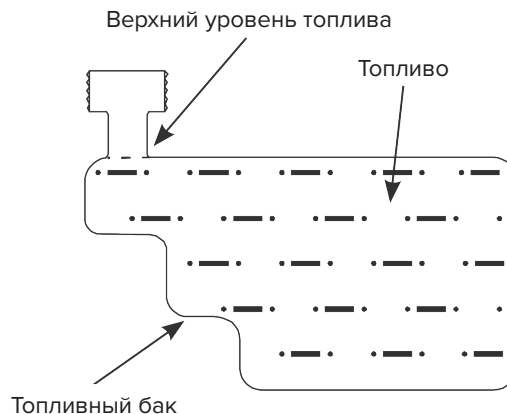 Верхний уровень топлива
Топливо
Топливный бак